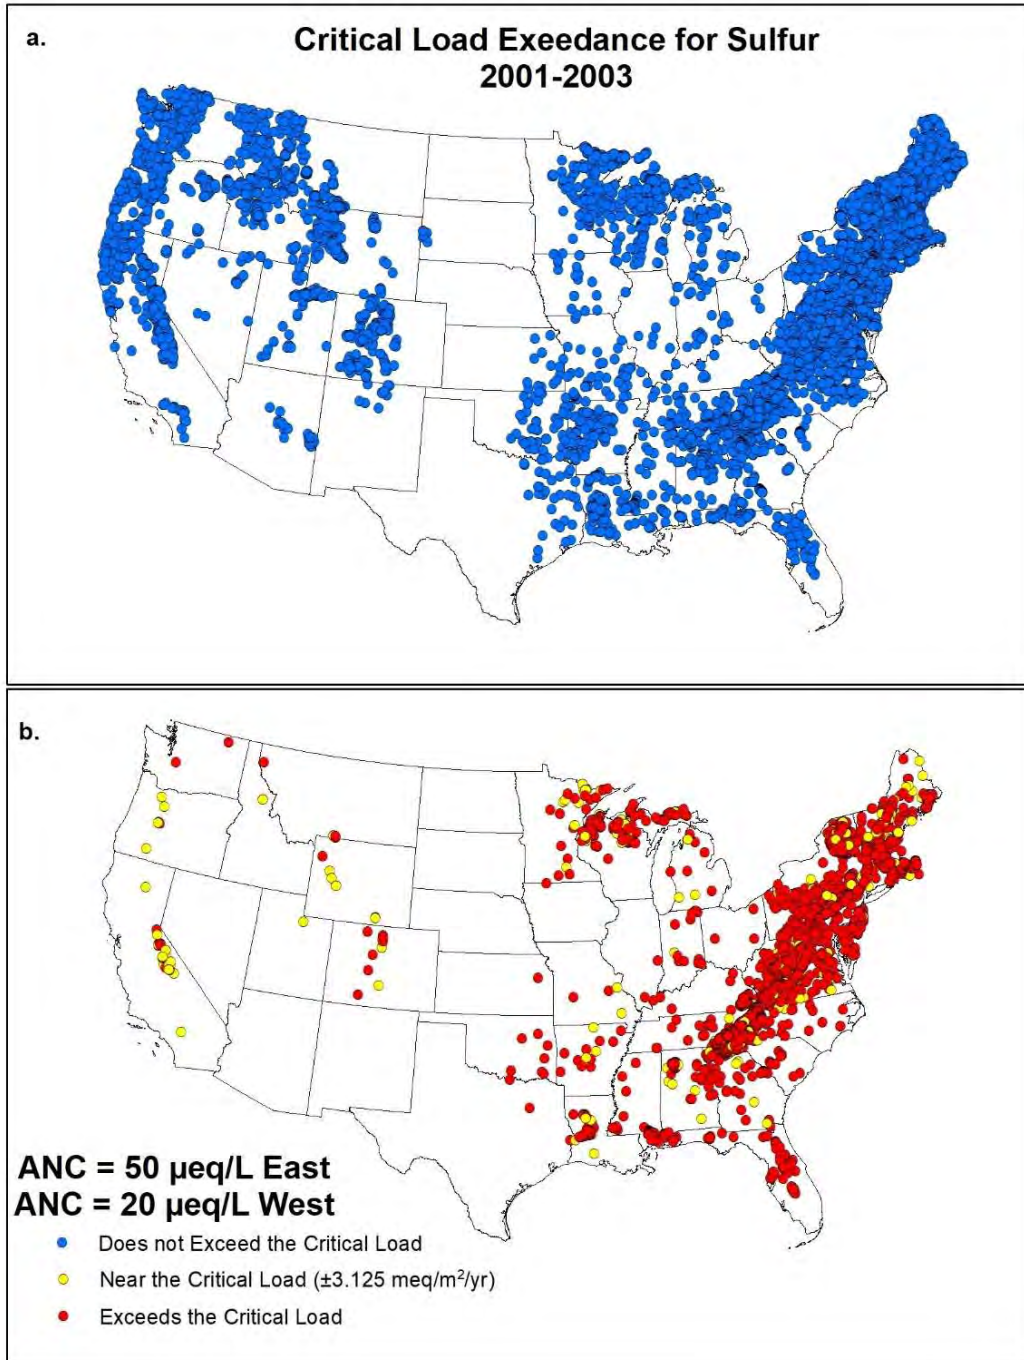 a.
Critical Load Exeedance for Sulfur
2001-2003
b.
ANC = 50 µeq/L East
ANC = 20 µeq/L West
Does not Exceed the Critical Load
Near the Critical Load (±3.125 meq/m²/yr)
Exceeds the Critical Load